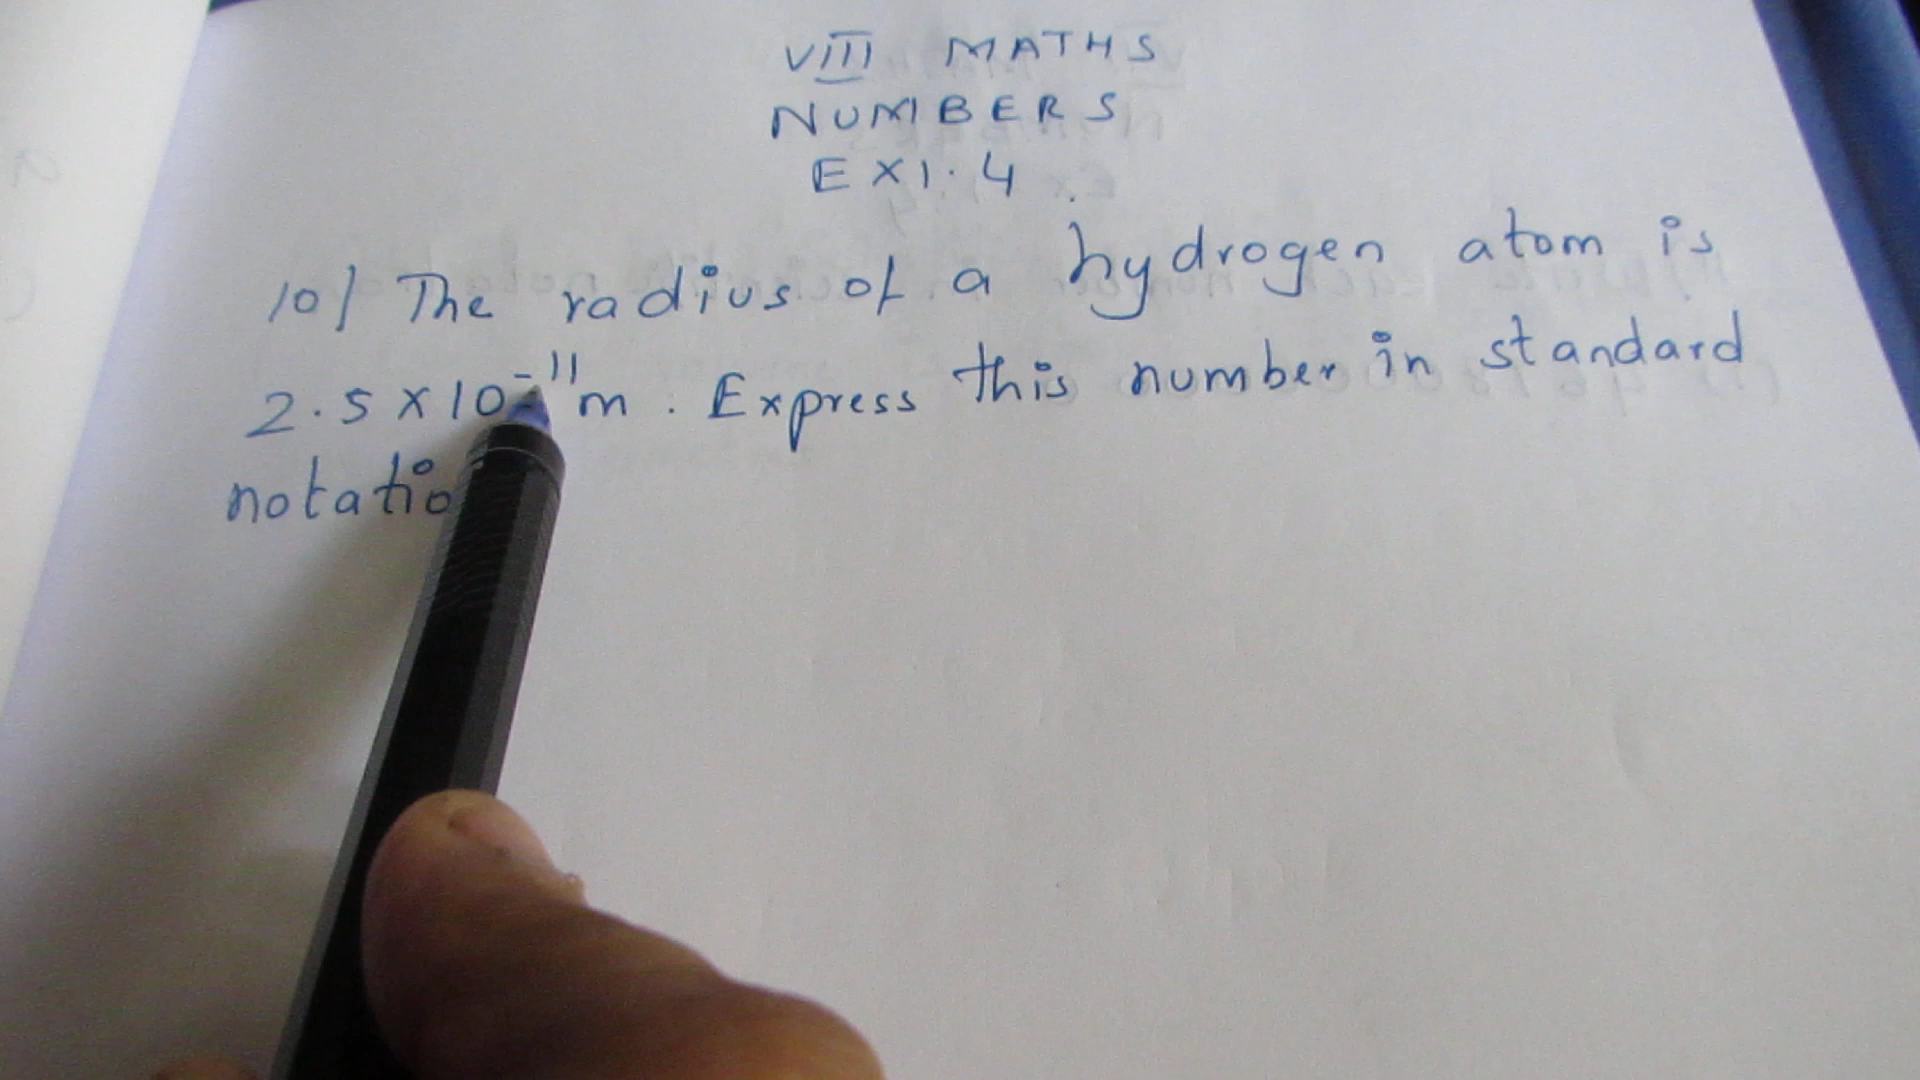 VIII MATHS
NUMBERS
EX1.4
10) The radius of a hydrogen atom is
2.5 X 10⁻¹¹m. Express this number in standard
notatio